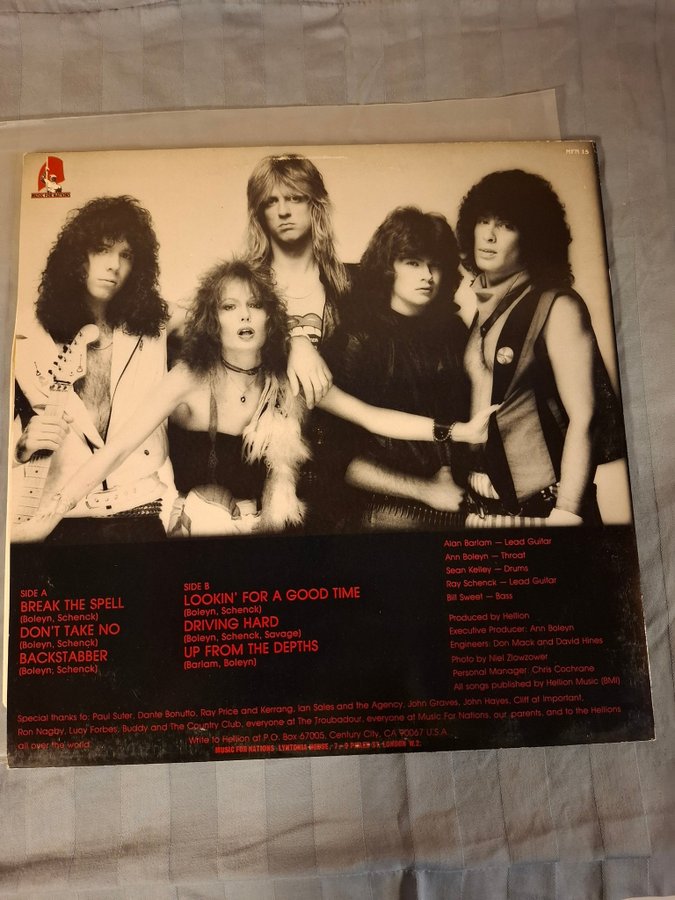 MUSIC FOR NATIONS
MFN 15
SIDE A
BREAK THE SPELL
(Boleyn, Schenck)
DON'T TAKE NO
(Boleyn, Schenck)
BACKSTABBER
(Boleyn, Schenck)
SIDE B
LOOKIN' FOR A GOOD TIME
(Boleyn, Schenck)
DRIVING HARD
(Boleyn, Schenck, Savage)
UP FROM THE DEPTHS
(Barlam, Boleyn)
Alan Barlam — Lead Guitar
Ann Boleyn — Throat
Sean Kelley — Drums
Ray Schenck — Lead Guitar
Bill Sweet — Bass
Produced by Hellion
Executive Producer: Ann Boleyn
Engineers: Don Mack and David Hines
Photo by Niel Zlowzower
Personal Manager: Chris Cochrane
All songs published by Hellion Music (BMI)
Special thanks to: Paul Suter, Dante Bonutto, Ray Price and Kerrang, Ian Sales and the Agency, John Graves, John Hayes, Cliff at Important,
Ron Nagby, Lucy Forbes, Buddy and The Country Club, everyone at The Troubadour, everyone at Music For Nations, our parents, and to the Hellions
all over the world. Write to Hellion at P.O. Box 67005, Century City, CA 90067 U.S.A.
MUSIC FOR NATIONS LONDON W.2.